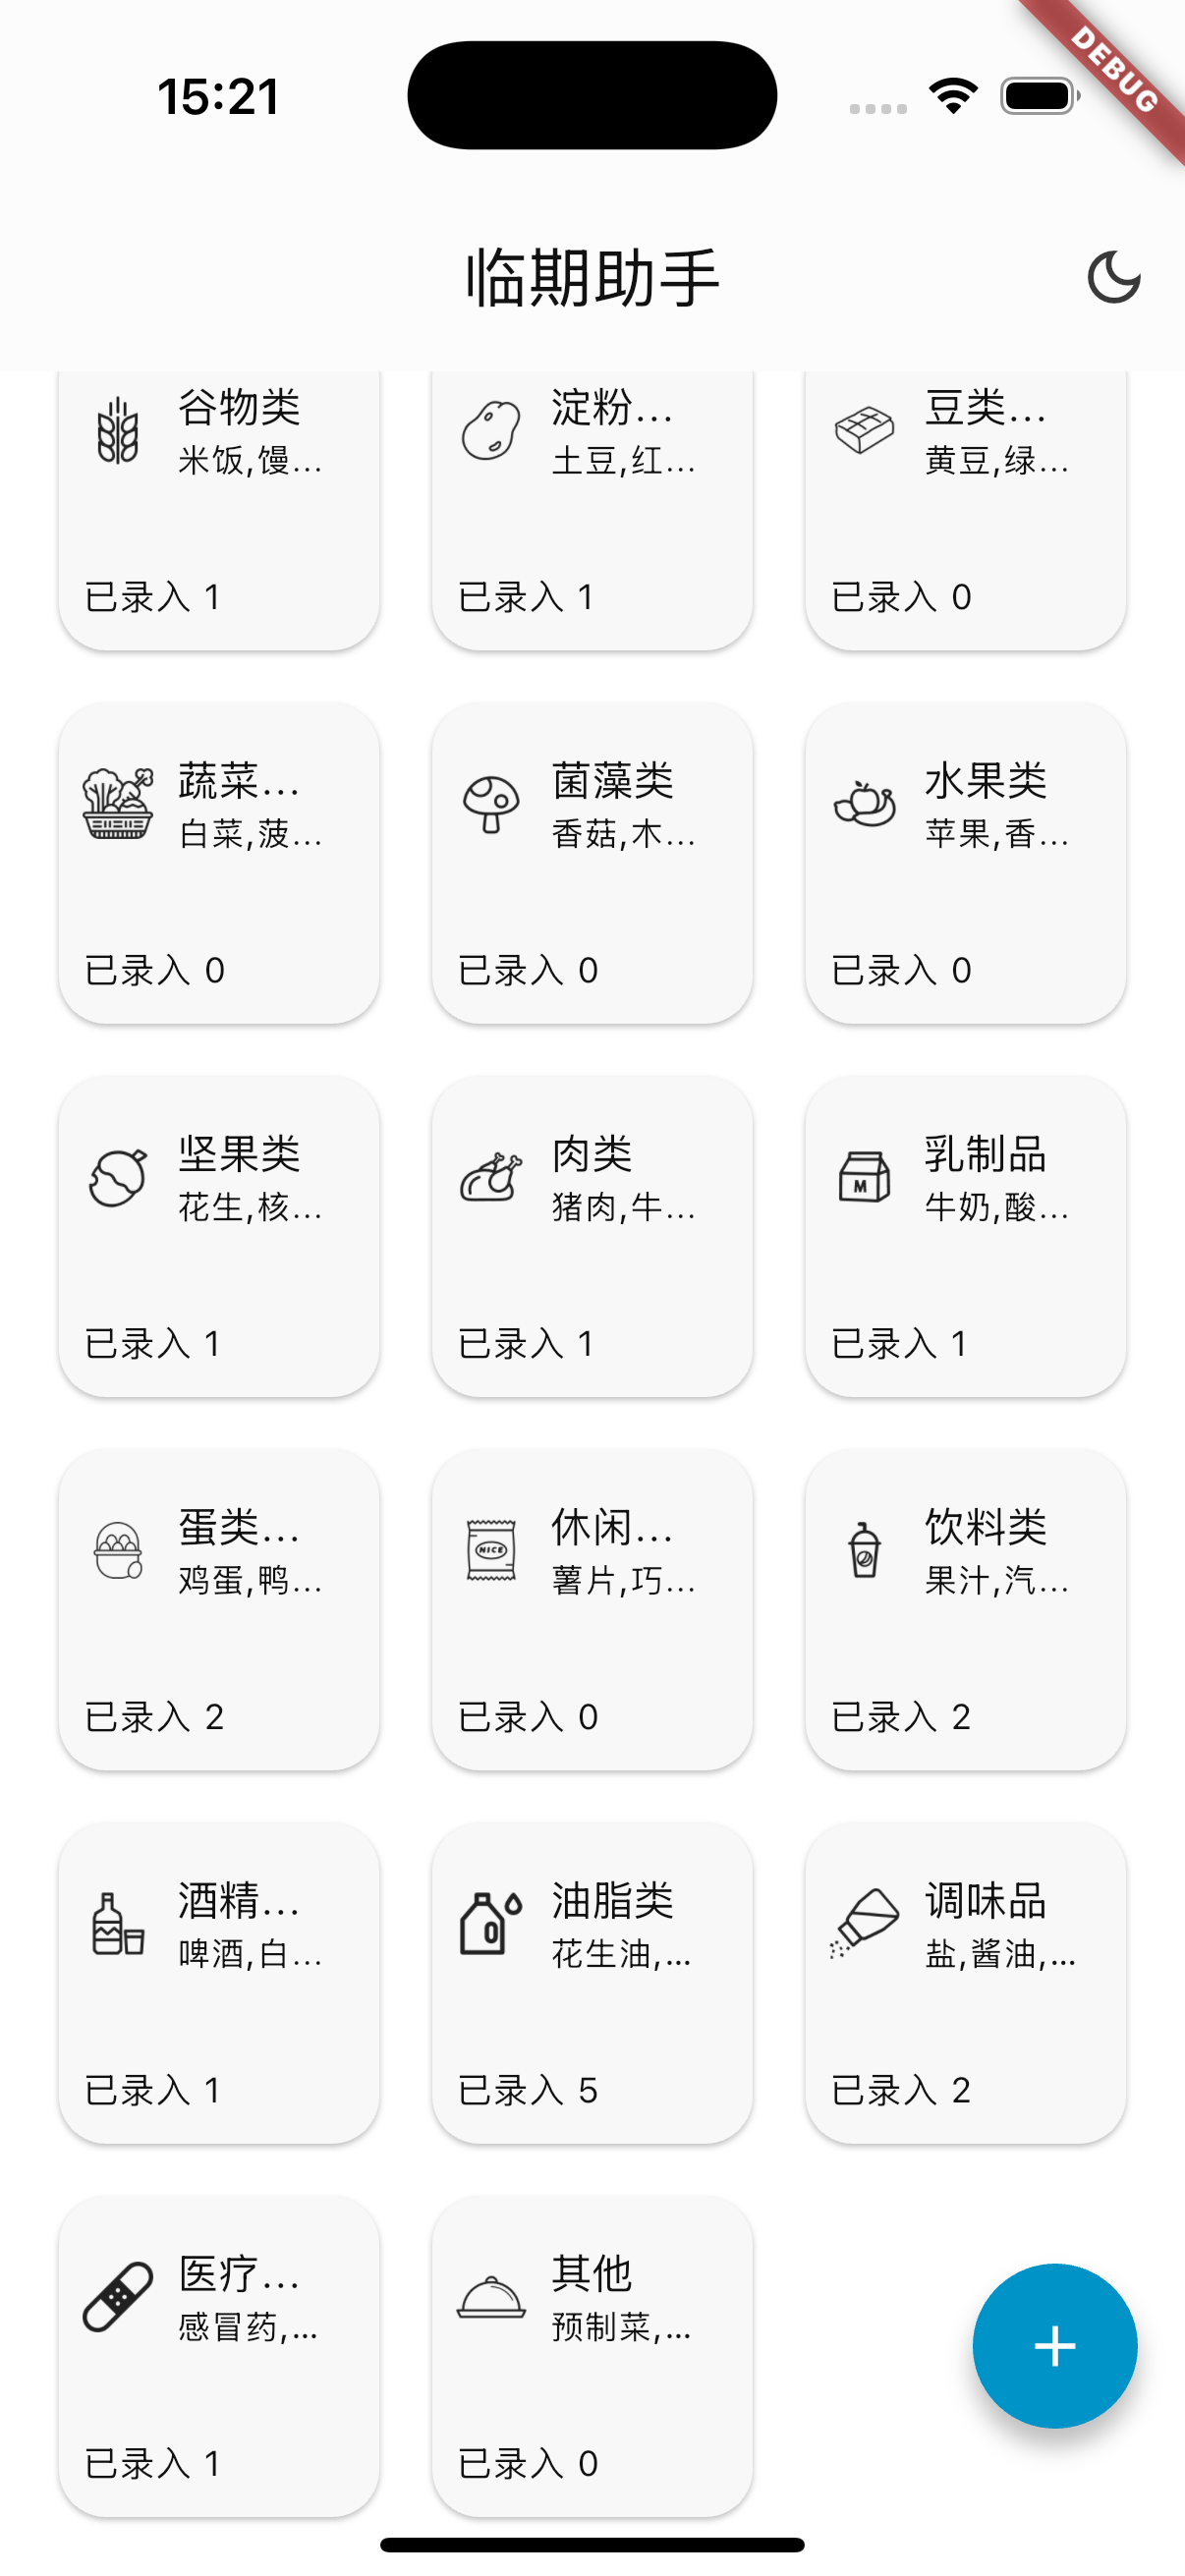 15:21
DEBUG
临期助手
谷物类
米饭,馒...
已录入 1
淀粉...
土豆,红...
已录入 1
豆类...
黄豆,绿...
已录入 0
蔬菜...
白菜,菠...
已录入 0
菌藻类
香菇,木...
已录入 0
水果类
苹果,香...
已录入 0
坚果类
花生,核...
已录入 1
肉类
猪肉,牛...
已录入 1
M
乳制品
牛奶,酸...
已录入 1
蛋类...
鸡蛋,鸭...
已录入 2
NICE
休闲...
薯片,巧...
已录入 0
饮料类
果汁,汽...
已录入 2
酒精...
啤酒,白...
已录入 1
油脂类
花生油,...
已录入 5
调味品
盐,酱油,...
已录入 2
医疗...
感冒药,...
已录入 1
其他
预制菜,...
已录入 0